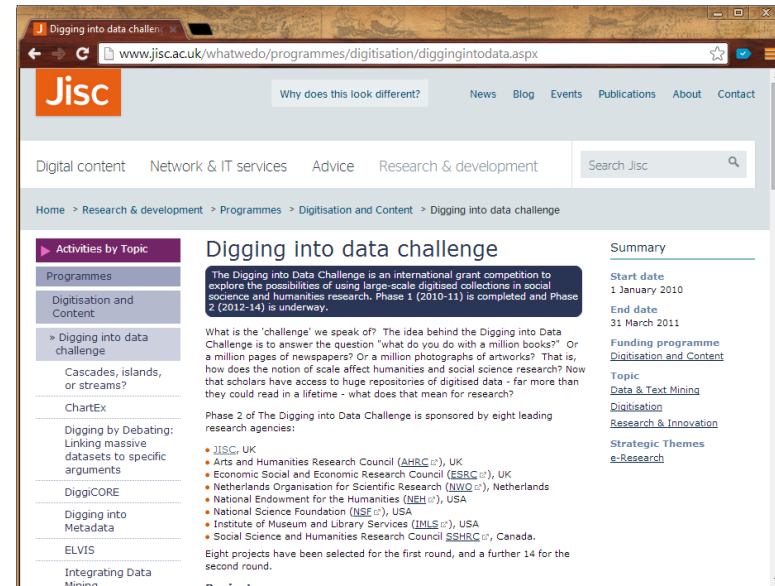 Digging into data challeng
www.jisc.ac.uk/whatwedo/programmes/digitisation/diggingintodata.aspx
Jisc
Why does this look different?
News Blog Events Publications About Contact
Digital content Network & IT services Advice Research & development
Search Jisc
Home > Research & development > Programmes > Digitisation and Content > Digging into data challenge
Activities by Topic
Programmes
Digitisation and
Content
» Digging into data
challenge
Cascades, islands,
or streams?
ChartEx
Digging by Debating:
Linking massive
datasets to specific
arguments
DiggiCORE
Digging into
Metadata
ELVIS
Integrating Data
Mining
Digging into data challenge
The Digging into Data Challenge is an international grant competition to
explore the possibilities of using large-scale digitised collections in social
socience and humanities research. Phase 1 (2010-11) is completed and Phase
2 (2012-14) is underway.
What is the 'challenge' we speak of? The idea behind the Digging into Data
Challenge is to answer the question "what do you do with a million books?" Or
a million pages of newspapers? Or a million photographs of artworks? That is,
how does the notion of scale affect humanities and social science research? Now
that scholars have access to huge repositories of digitised data - far more than
they could read in a lifetime - what does that mean for research?
Phase 2 of The Digging into Data Challenge is sponsored by eight leading
research agencies:
• JISC, UK
• Arts and Humanities Research Council (AHRC), UK
• Economic Social and Economic Research Council (ESRC), UK
• Netherlands Organisation for Scientific Research (NWO), Netherlands
• National Endowment for the Humanities (NEH), USA
• National Science Foundation (NSF), USA
• Institute of Museum and Library Services (IMLS), USA
• Social Science and Humanities Research Council SSHRC, Canada.
Eight projects have been selected for the first round, and a further 14 for the
second round.
Summary
Start date
1 January 2010
End date
31 March 2011
Funding programme
Digitisation and Content
Topic
Data & Text Mining
Digitisation
Research & Innovation
Strategic Themes
e-Research